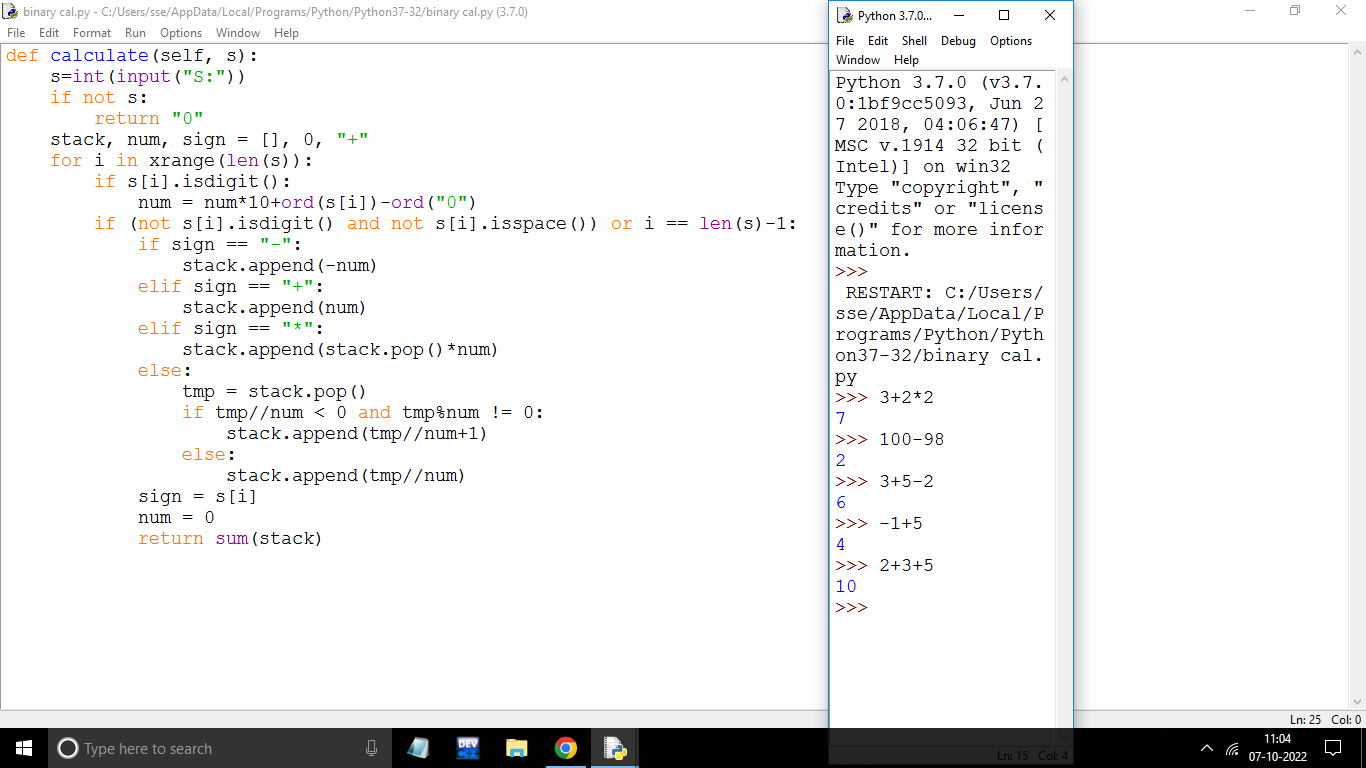 binary cal.py - C:/Users/sse/AppData/Local/Programs/Python/Python37-32/binary cal.py (3.7.0)
File Edit Format Run Options Window Help
def calculate(self, s):
    s=int(input("S:"))
    if not s:
        return "0"
    stack, num, sign = [], 0, "+"
    for i in xrange(len(s)):
        if s[i].isdigit():
            num = num*10+ord(s[i])-ord("0")
        if (not s[i].isdigit() and not s[i].isspace()) or i == len(s)-1:
            if sign == "-":
                stack.append(-num)
            elif sign == "+":
                stack.append(num)
            elif sign == "*":
                stack.append(stack.pop()*num)
            else:
                tmp = stack.pop()
                if tmp//num < 0 and tmp%num != 0:
                    stack.append(tmp//num+1)
                else:
                    stack.append(tmp//num)
            sign = s[i]
            num = 0
            return sum(stack)
Ln: 25 Col: 0
Python 3.7.0...
File Edit Shell Debug Options
Window Help
Python 3.7.0 (v3.7.
0:1bf9cc5093, Jun 2
7 2018, 04:06:47) [
MSC v.1914 32 bit (
Intel)] on win32
Type "copyright", "
credits" or "licens
e()" for more infor
mation.
>>>
 RESTART: C:/Users/
sse/AppData/Local/P
rograms/Python/Pyth
on37-32/binary cal.
py
>>> 3+2*2
7
>>> 100-98
2
>>> 3+5-2
6
>>> -1+5
4
>>> 2+3+5
10
>>>
Ln: 15 Col: 4
Type here to search
DEV
11:04
07-10-2022